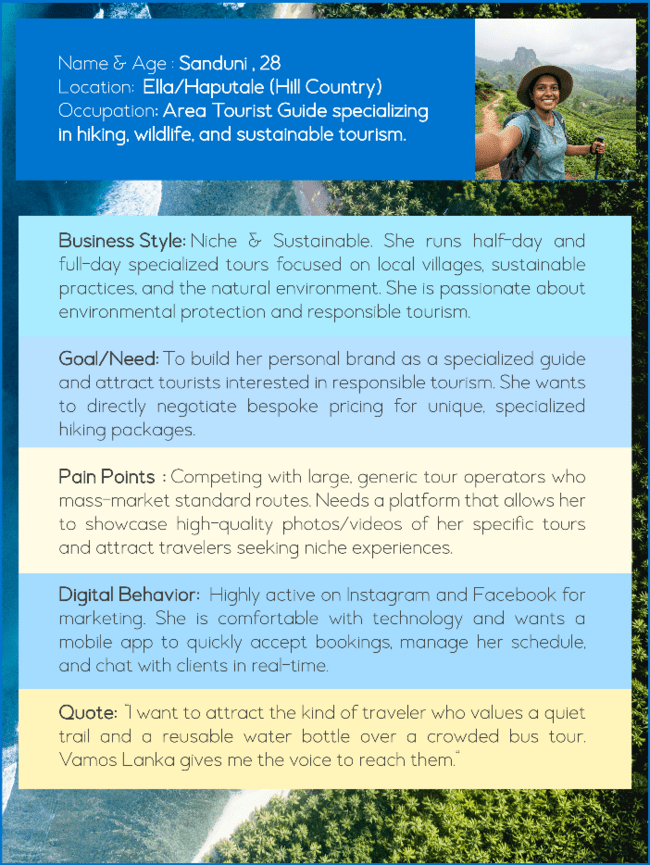 Name & Age : Sanduni , 28
Location:  Ella/Haputale (Hill Country)
Occupation: Area Tourist Guide specializing
in hiking, wildlife, and sustainable tourism.
Business Style: Niche & Sustainable. She runs half-day and
full-day specialized tours focused on local villages, sustainable
practices, and the natural environment. She is passionate about
environmental protection and responsible tourism.
Goal/Need: To build her personal brand as a specialized guide
and attract tourists interested in responsible tourism. She wants
to directly negotiate bespoke pricing for unique, specialized
hiking packages.
Pain Points : Competing with large, generic tour operators who
mass-market standard routes. Needs a platform that allows her
to showcase high-quality photos/videos of her specific tours
and attract travelers seeking niche experiences.
Digital Behavior: Highly active on Instagram and Facebook for
marketing. She is comfortable with technology and wants a
mobile app to quickly accept bookings, manage her schedule,
and chat with clients in real-time.
Quote: "I want to attract the kind of traveler who values a quiet
trail and a reusable water bottle over a crowded bus tour.
Vamos Lanka gives me the voice to reach them."